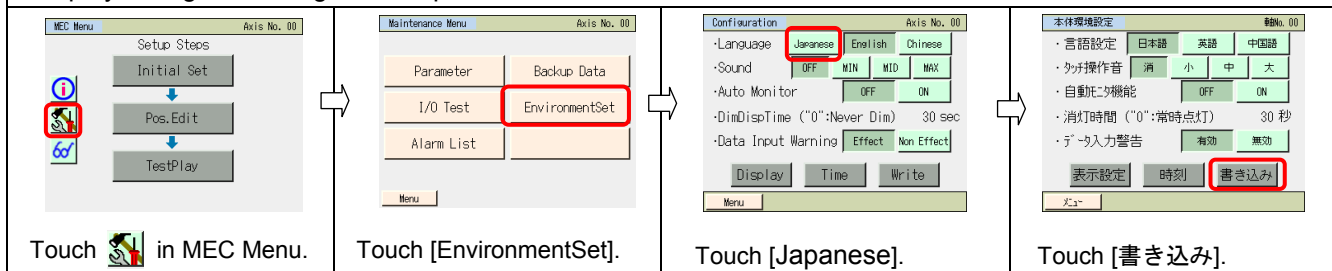 MEC Menu Axis No. 00
Setup Steps
Initial Set
Pos.Edit
TestPlay
Touch in MEC Menu.
Maintenance Menu Axis No. 00
Parameter Backup Data
I/O Test EnvironmentSet
Alarm List
Menu
Touch [EnvironmentSet].
Configuration Axis No. 00
·Language Japanese English Chinese
·Sound OFF MIN MID MAX
·Auto Monitor OFF ON
·DimDispTime ("0":Never Dim) 30 sec
·Data Input Warning Effect Non Effect
Display Time Write
Menu
Touch [Japanese].
本体環境設定 軸No. 00
・言語設定 日本語 英語 中国語
・ﾀｯﾁ操作音 消 小 中 大
・自動ﾓﾆﾀ機能 OFF ON
・消灯時間 ("0":常時点灯) 30 秒
・ﾃﾞｰﾀ入力警告 有効 無効
表示設定 時刻 書き込み
ﾒﾆｭｰ
Touch [書き込み].